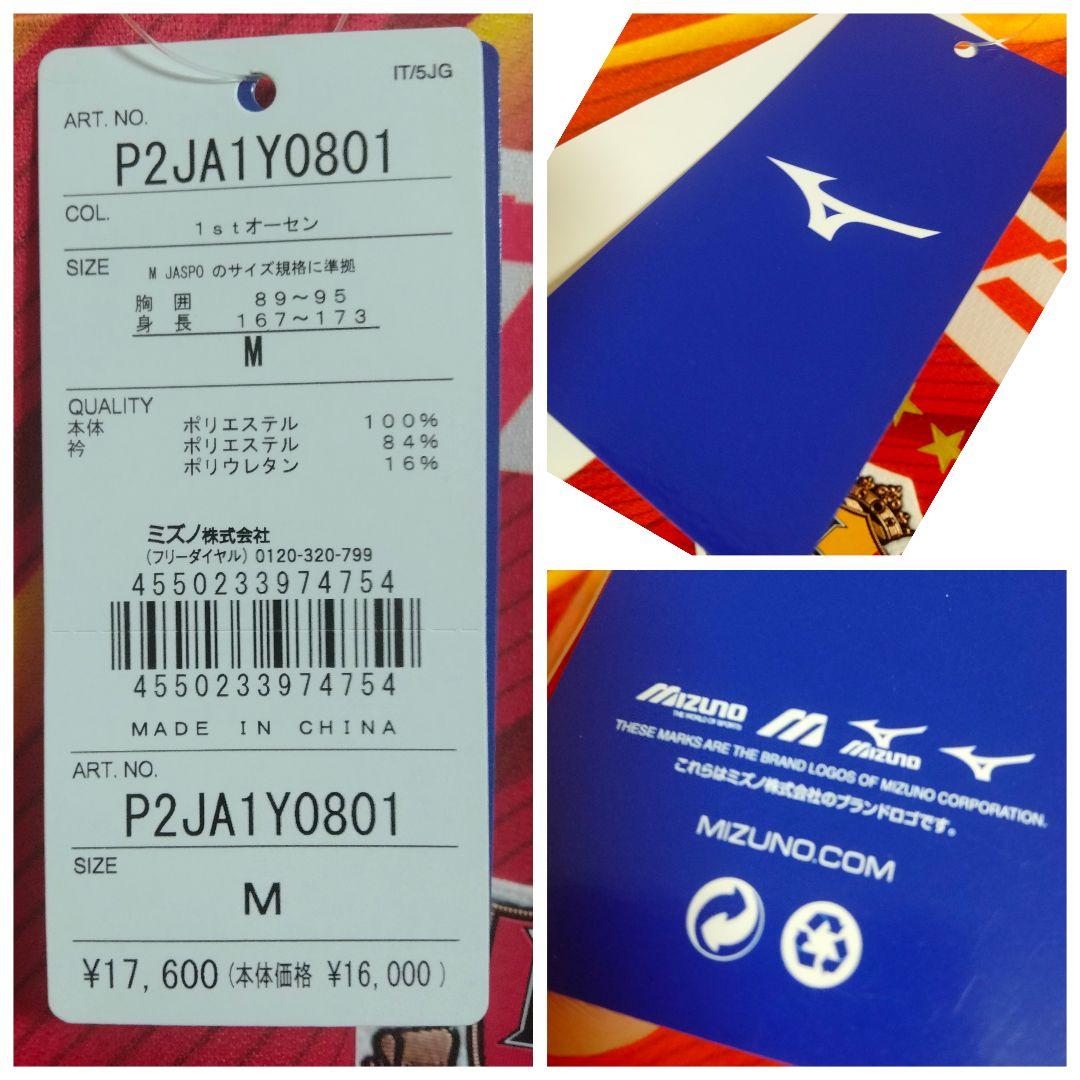 IT/5JG
ART. NO.
P2JA1Y0801
COL.
1stオーセン
SIZE
M JASPO のサイズ規格に準拠
胸 囲 89~95
身 長 167~173
M
QUALITY
本体 ポリエステル 100%
衿 ポリエステル 84%
ポリウレタン 16%
ミズノ株式会社
(フリーダイヤル) 0120-320-799
4550233974754
4550233974754
MADE IN CHINA
ART. NO.
P2JA1Y0801
SIZE
M
¥17,600 (本体価格 ¥16,000 )
MIZUNO
THE WORLD OF SPORTS
MIZUNO
THESE MARKS ARE THE BRAND LOGOS OF MIZUNO CORPORATION.
これらはミズノ株式会社のブランドロゴです。
MIZUNO.COM